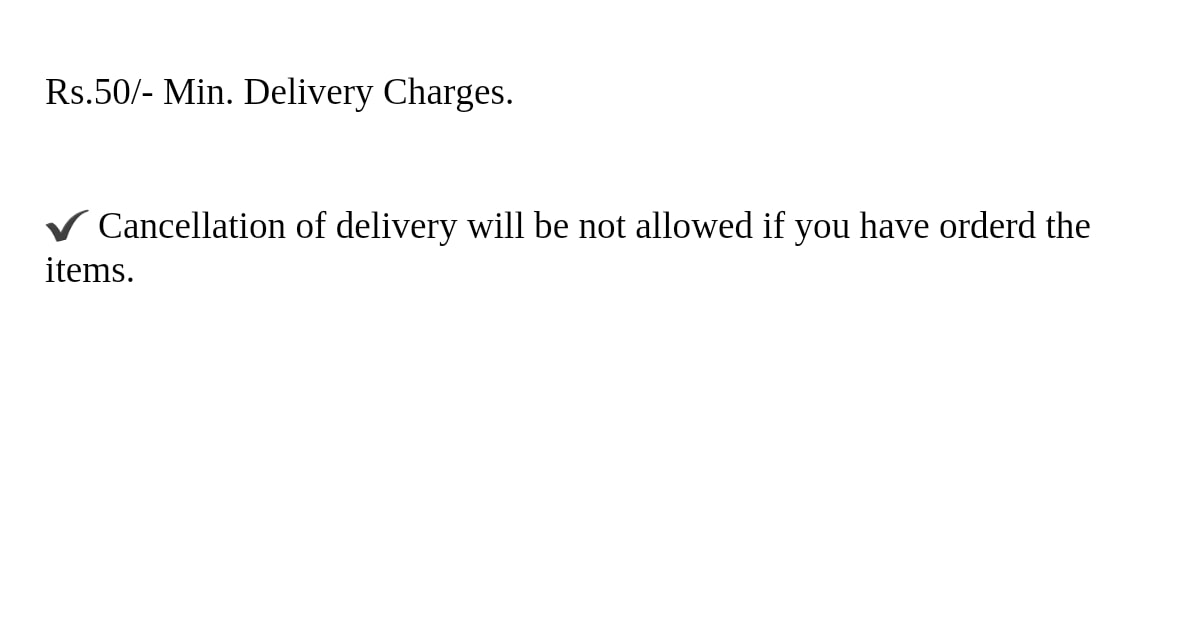 Rs.50/- Min. Delivery Charges.
✔ Cancellation of delivery will be not allowed if you have orderd the
items.